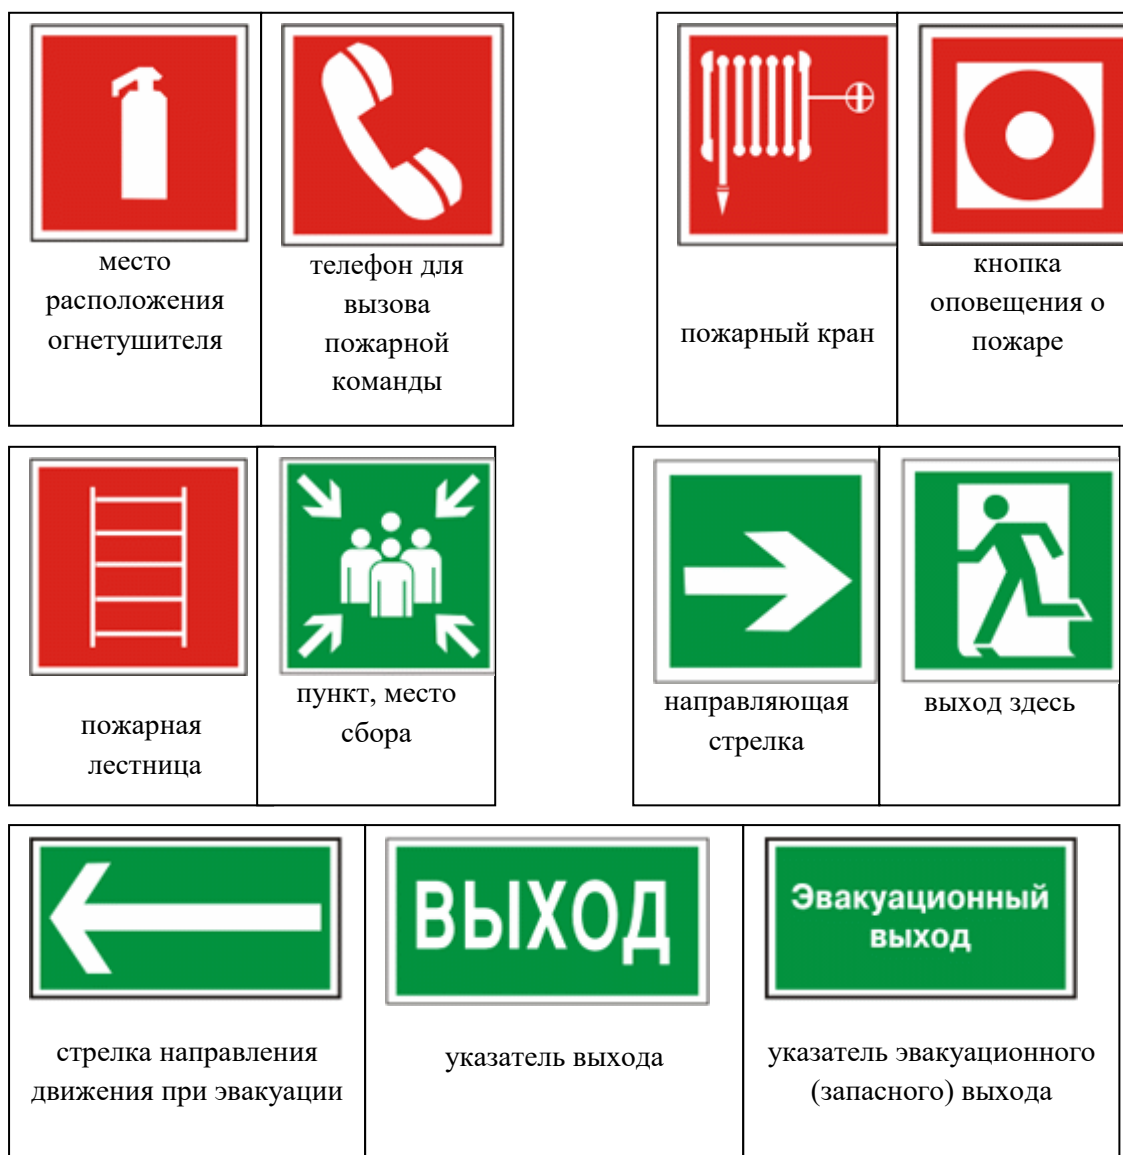 место
расположения
огнетушителя
телефон для
вызова
пожарной
команды
пожарный кран
кнопка
оповещения о
пожаре
пожарная
лестница
пункт, место
сбора
направляющая
стрелка
выход здесь
стрелка направления
движения при эвакуации
ВЫХОД
указатель выхода
Эвакуационный
выход
указатель эвакуационного
(запасного) выхода